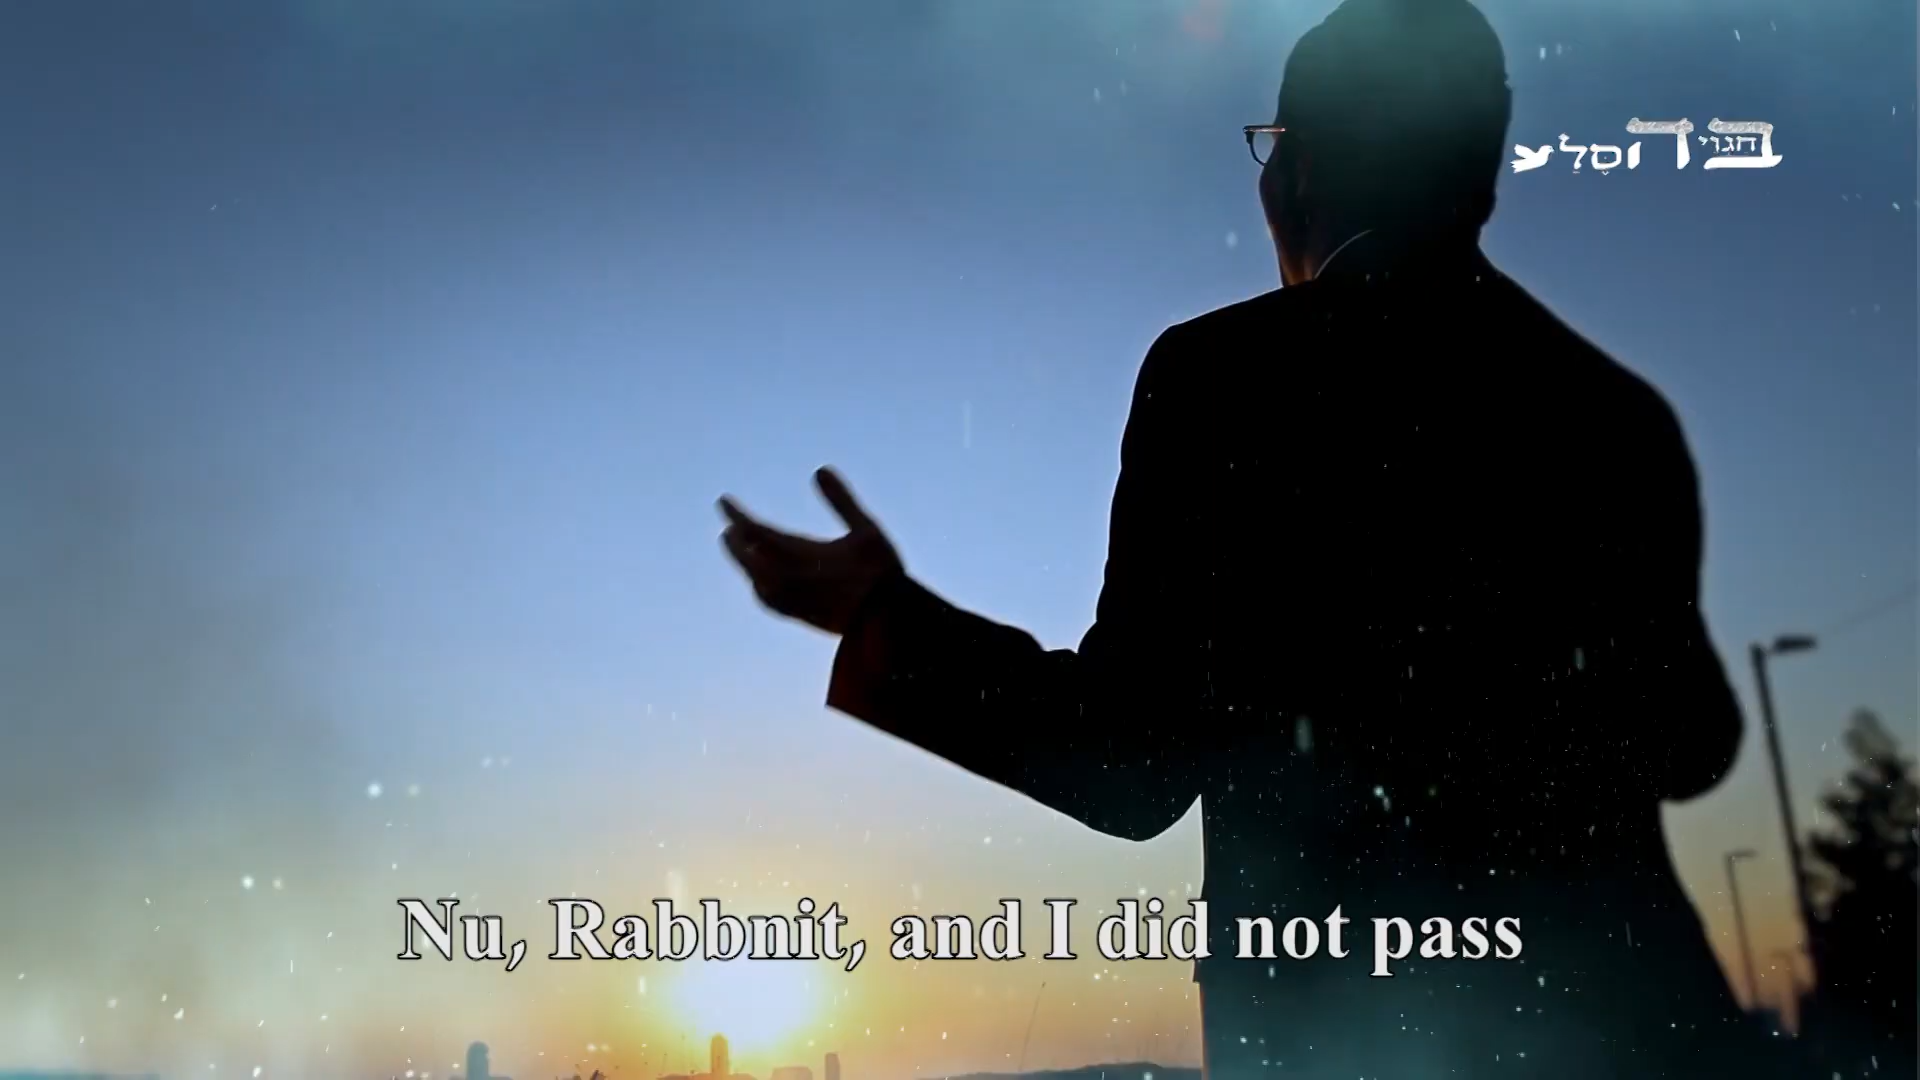 חגוי
הסלע
Nu, Rabbnit, and I did not pass